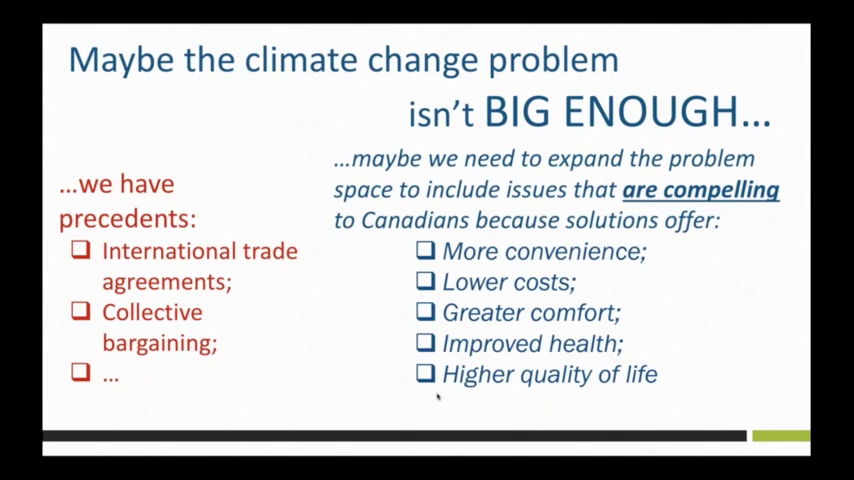 Maybe the climate change problem
isn't BIG ENOUGH...
...we have
precedents:
❑ International trade
agreements;
❑ Collective
bargaining;
❑ ...
...maybe we need to expand the problem
space to include issues that are compelling
to Canadians because solutions offer:
❑ More convenience;
❑ Lower costs;
❑ Greater comfort;
❑ Improved health;
❑ Higher quality of life